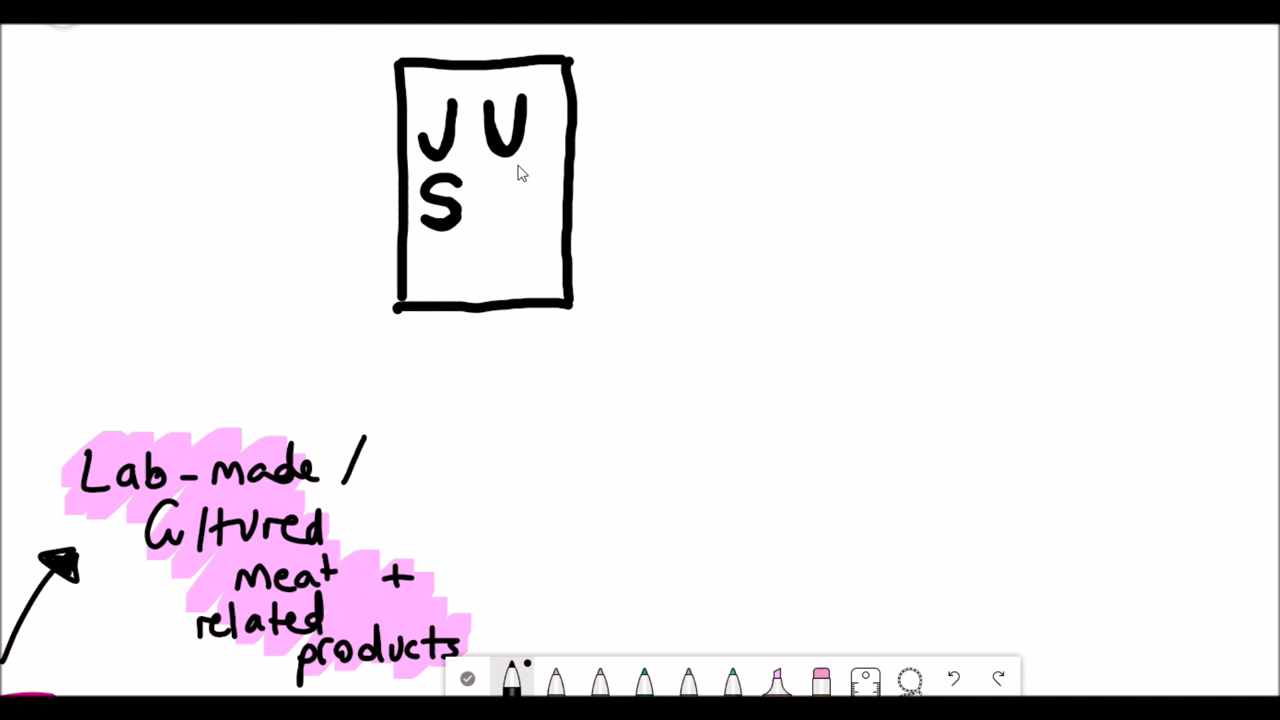 J U
S
Lab-made /
Cultured
meat +
related
products